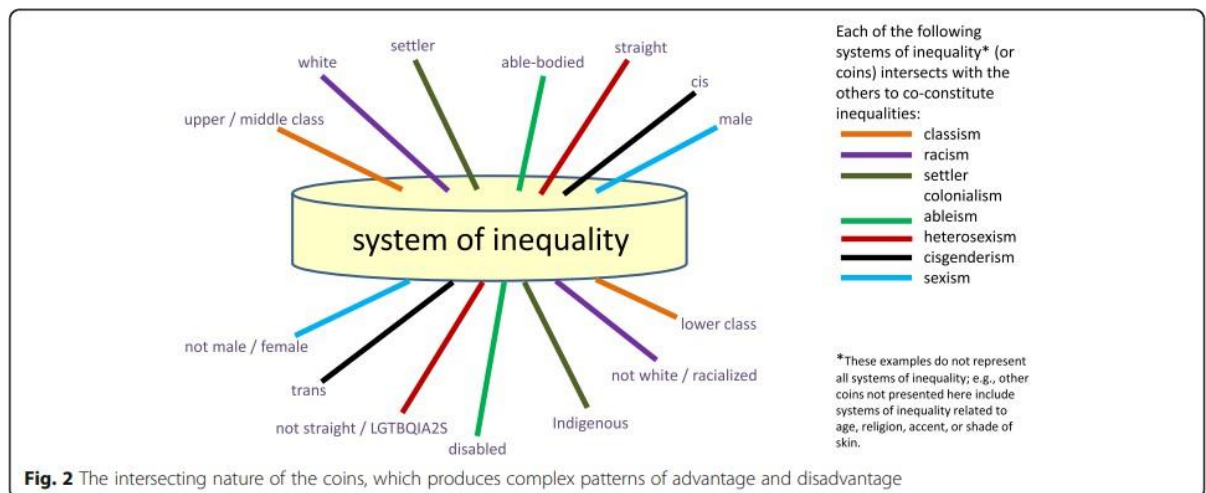 settler
straight
white
able-bodied
cis
upper / middle class
male
system of inequality
not male / female
lower class
trans
not white / racialized
not straight / LGTBQIA2S
Indigenous
disabled
Each of the following
systems of inequality* (or
coins) intersects with the
others to co-constitute
inequalities:
classism
racism
settler
colonialism
ableism
heterosexism
cisgenderism
sexism
*These examples do not represent
all systems of inequality; e.g., other
coins not presented here include
systems of inequality related to
age, religion, accent, or shade of
skin.
Fig. 2 The intersecting nature of the coins, which produces complex patterns of advantage and disadvantage